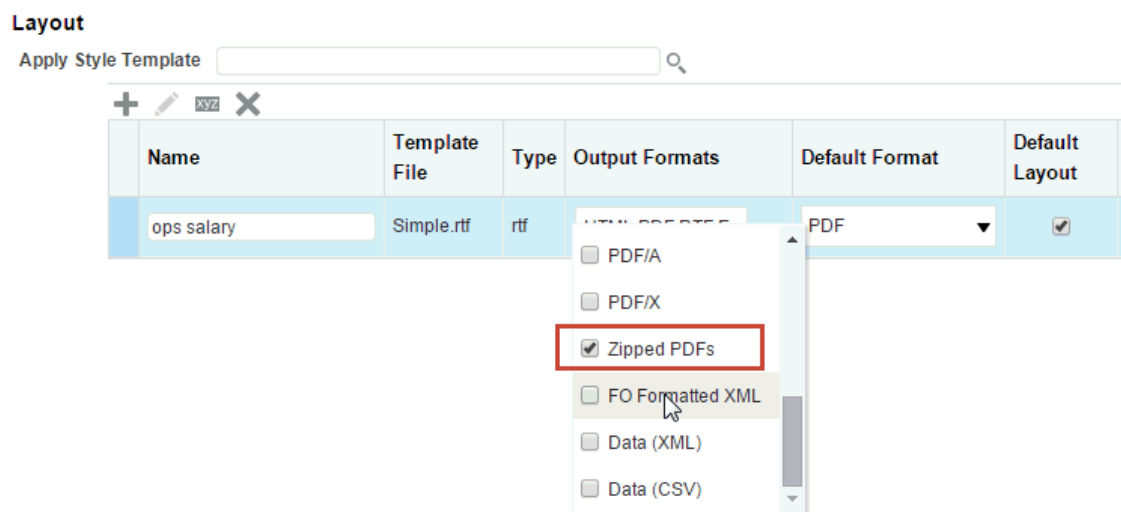 Layout
Apply Style Template
xyz
Name Template File Type Output Formats Default Format Default Layout
ops salary Simple.rtf rtf PDF
PDF/A
PDF/X
Zipped PDFs
FO Formatted XML
Data (XML)
Data (CSV)